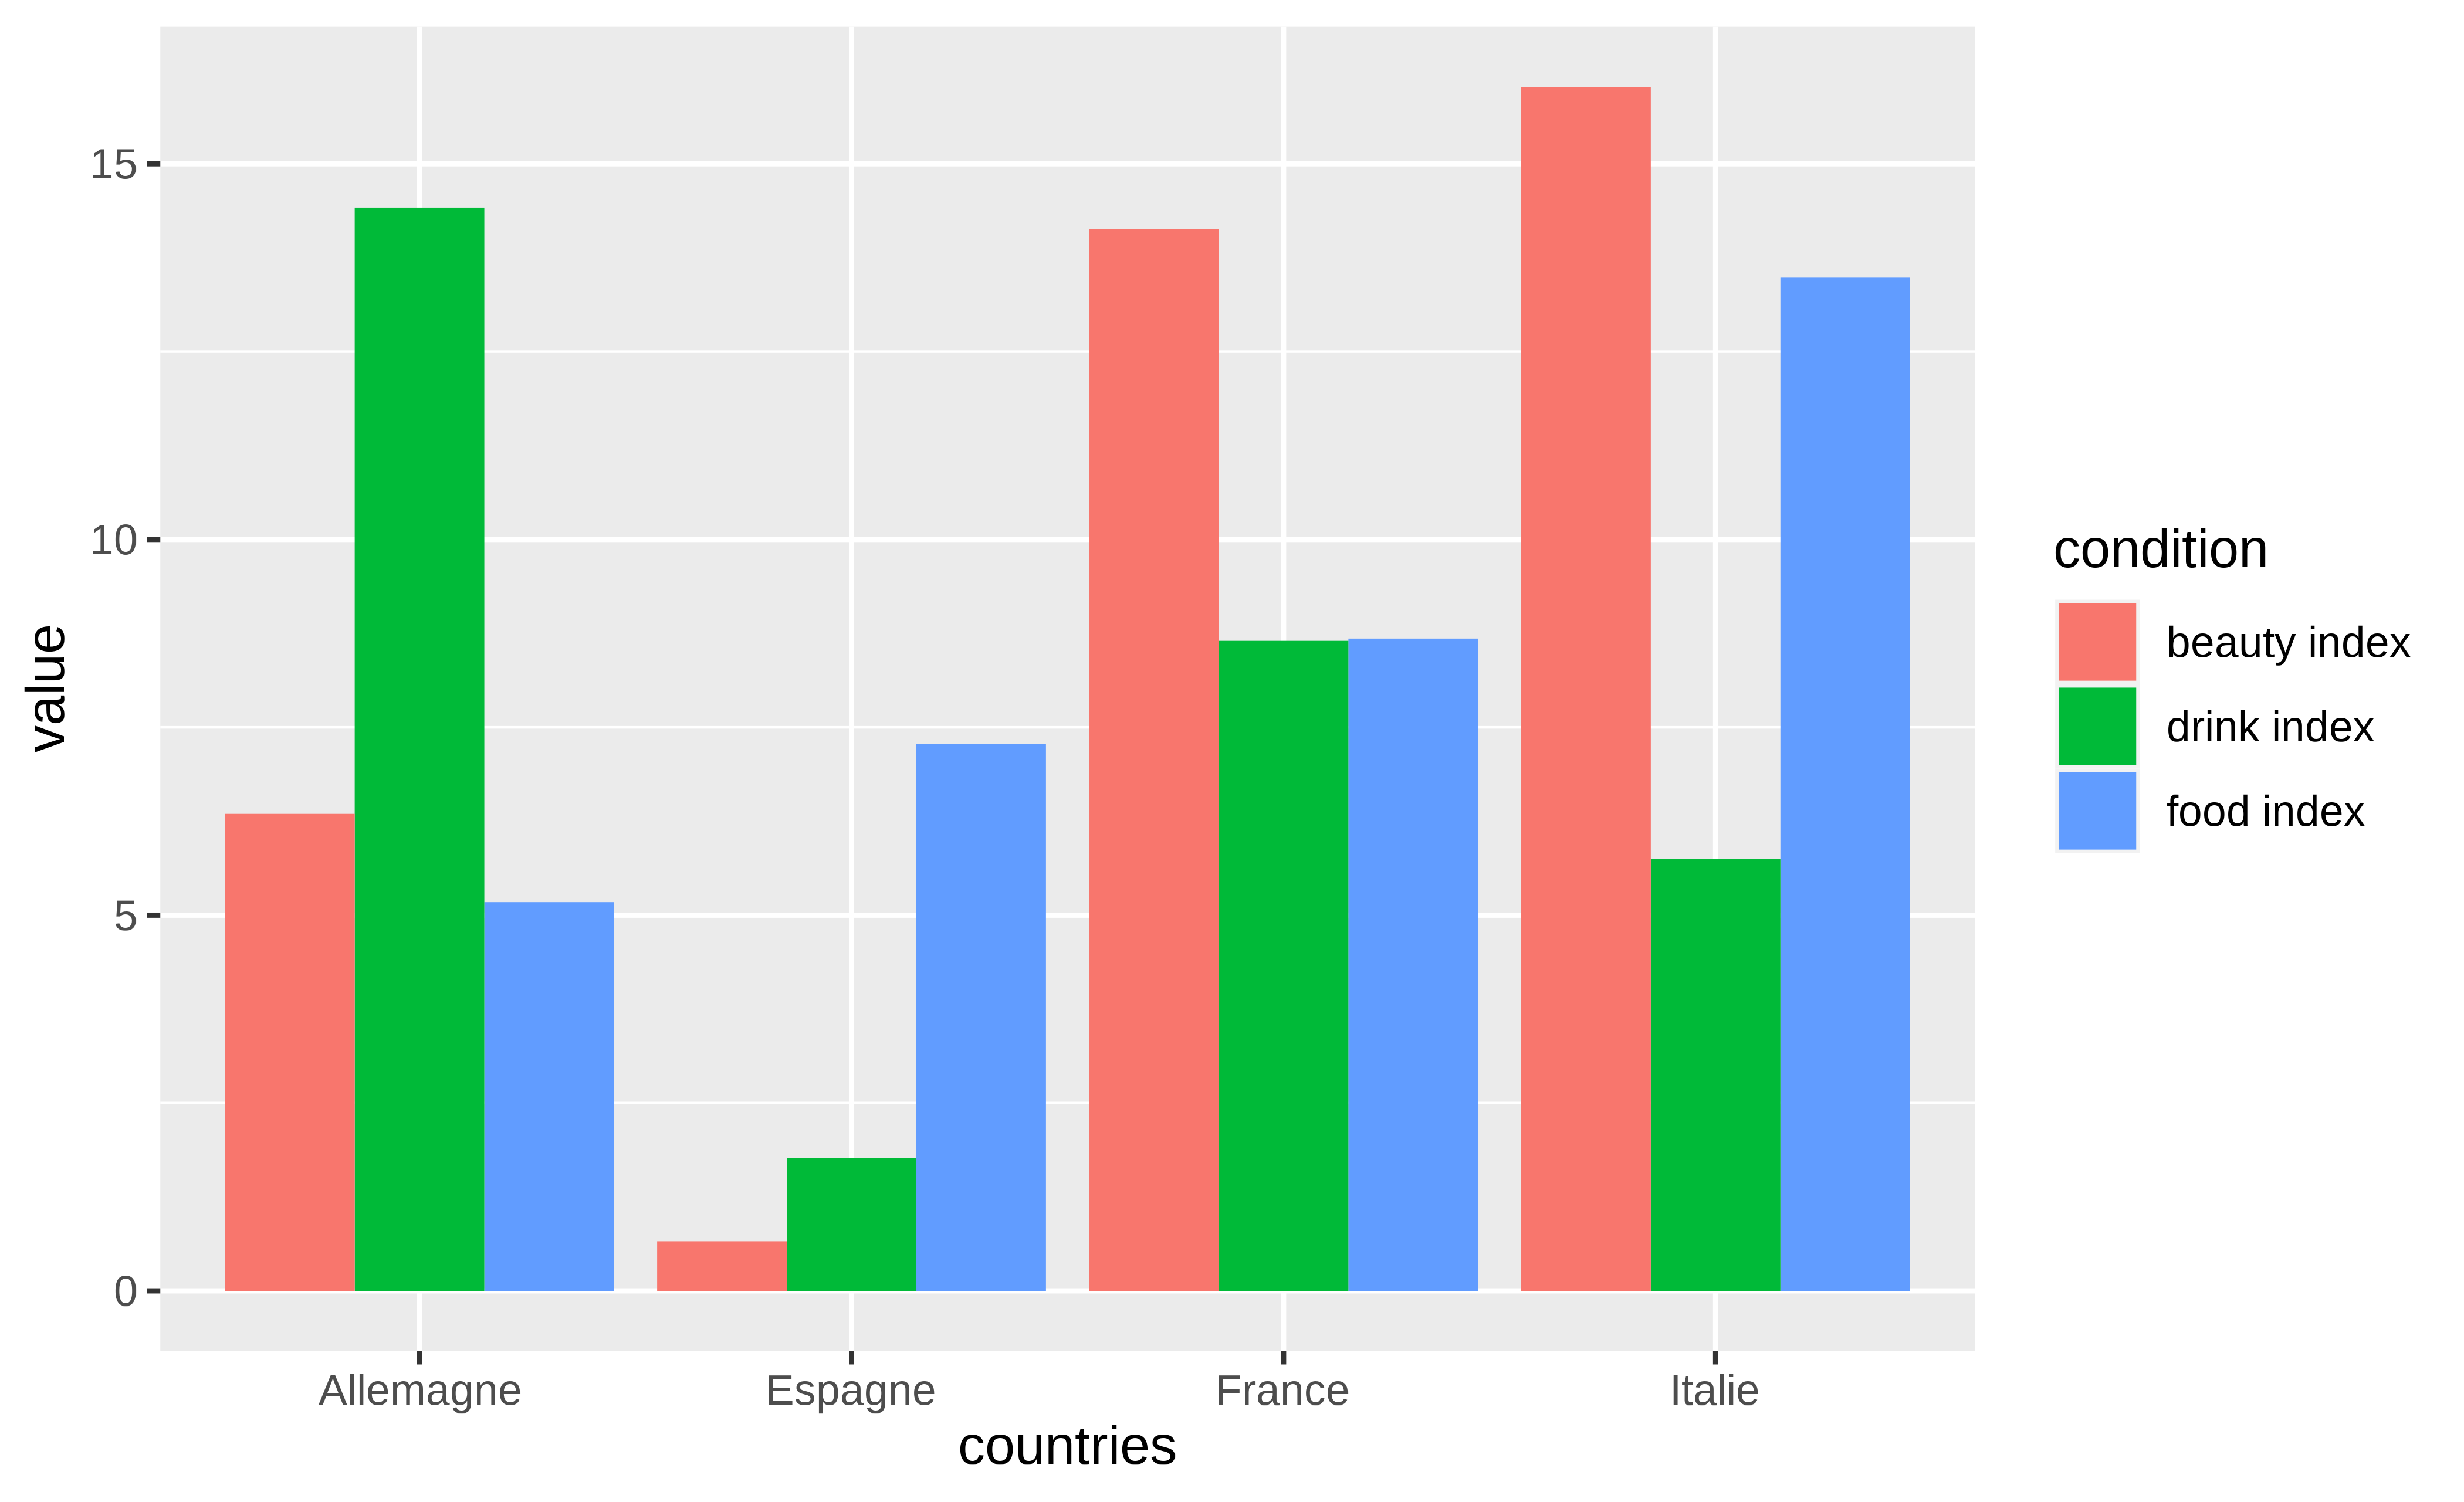 value
15
10
5
0
Allemagne
Espagne
France
Italie
countries
condition
beauty index
drink index
food index